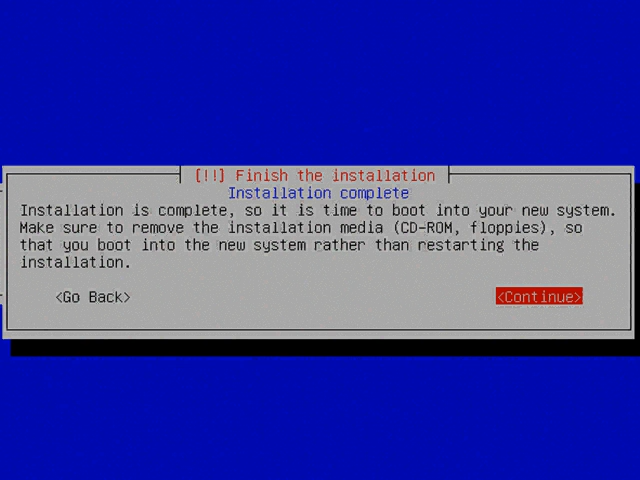 [!!] Finish the installation
Installation complete
Installation is complete, so it is time to boot into your new system.
Make sure to remove the installation media (CD-ROM, floppies), so
that you boot into the new system rather than restarting the
installation.
<Go Back> <Continue>